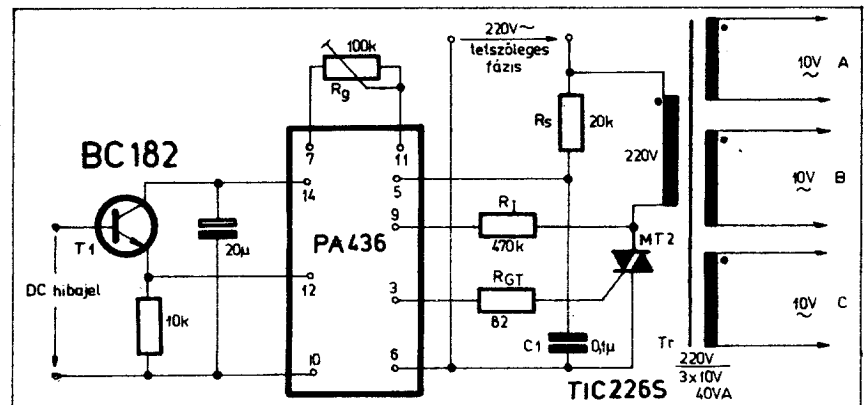 100k
Rg
7
11
220V~
tetszőleges
fázis
Rs
20k
220V
10V
~
A
10V
~
B
10V
~
C
BC182
T1
DC hibajel
10k
20μ
14
12
10
PA436
5
9
3
6
RI
470k
RGT
82
MT2
C1
0,1μ
TIC226S
Tr
220V
3x10V
40VA